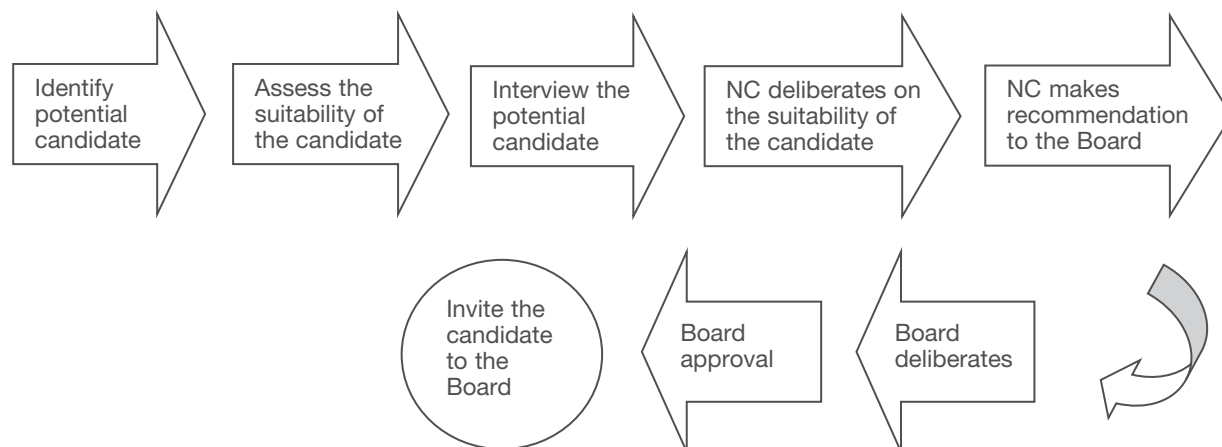 Identify
potential
candidate
Assess the
suitability of
the candidate
Interview the
potential
candidate
NC deliberates on
the suitability of
the candidate
NC makes
recommendation
to the Board
Board
deliberates
Board
approval
Invite the
candidate
to the
Board